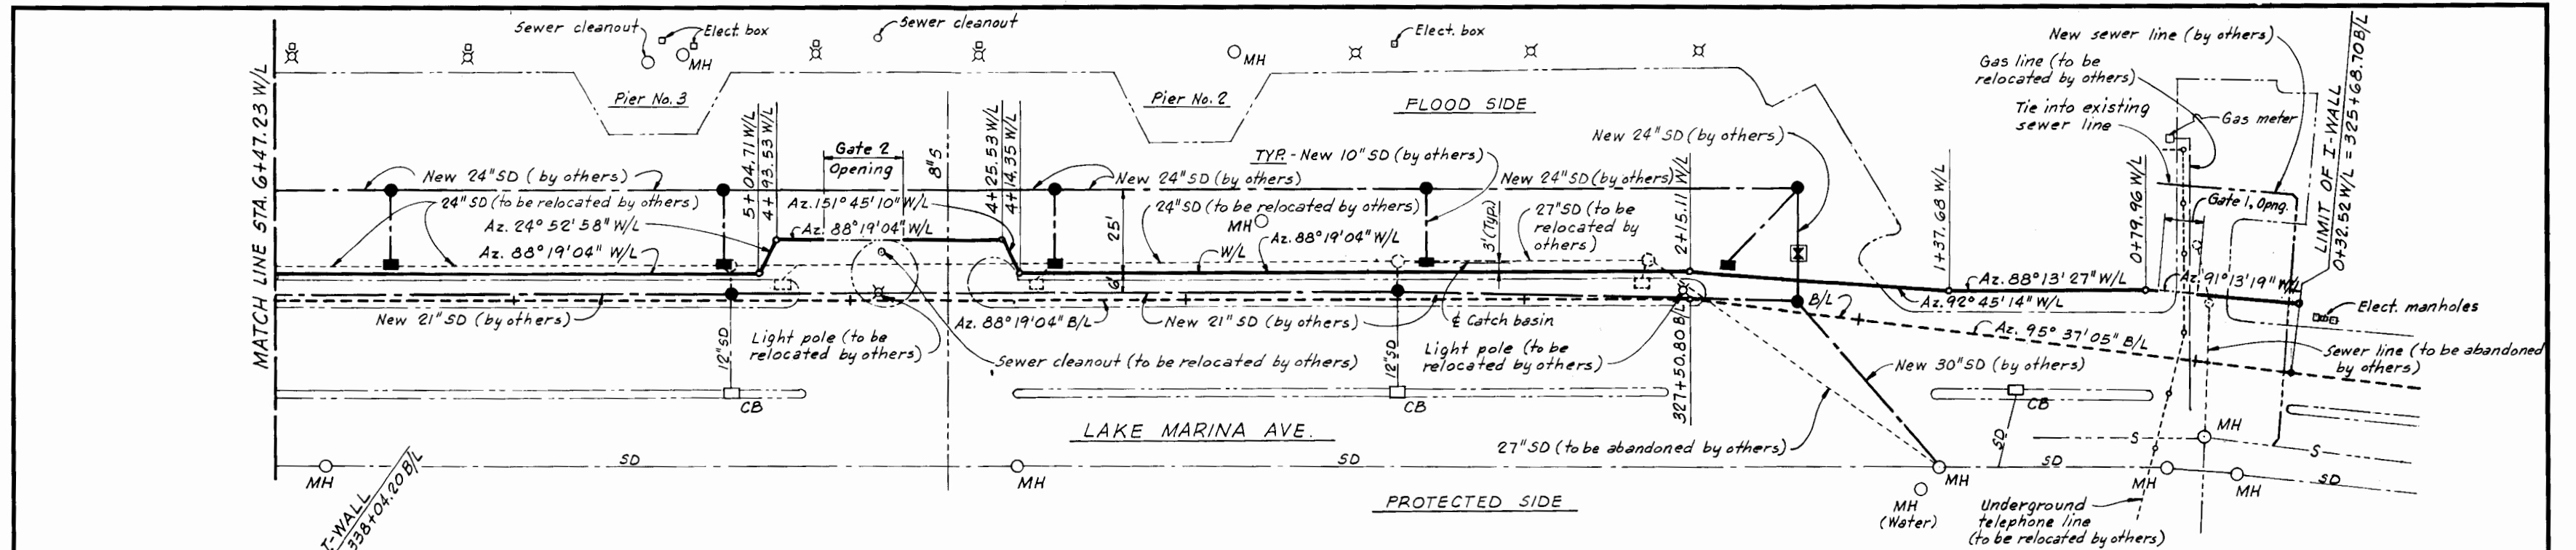 Sewer cleanout
Elect. box
MH
Sewer cleanout
MH
Elect. box
New sewer line (by others)
Gas line (to be
relocated by others)
Tie into existing
sewer line
Gas meter
LIMIT OF I-WALL
0+32.52 W/L = 325+68.70 B/L
MATCH LINE STA. 6+47.23 W/L
Pier No. 3
Pier No. 2
FLOOD SIDE
5+04.71 W/L
4+93.53 W/L
Gate 2
Opening
8"S
4+25.53 W/L
4+14.35 W/L
New 24" SD (by others)
TYP. - New 10" SD (by others)
2+15.11 W/L
1+37.68 W/L
0+79.96 W/L
New 24" SD (by others)
New 24" SD (by others)
New 24" SD (by others)
24" SD (to be relocated by others)
Az. 151° 45' 10" W/L
24" SD (to be relocated by others)
27" SD (to be
relocated by
others)
Gate 1, Opng.
Az. 24° 52' 58" W/L
Az. 88° 19' 04" W/L
25'
MH
3' (Typ.)
Az. 88° 19' 04" W/L
W/L
Az. 88° 19' 04" W/L
6'
Az. 88° 13' 27" W/L
Az. 91° 13' 19" W/L
Az. 92° 45' 14" W/L
B/L
Elect. manholes
New 21" SD (by others)
Az. 88° 19' 04" B/L
New 21" SD (by others)
₵ Catch basin
Az. 95° 37' 05" B/L
12" SD
Light pole (to be
relocated by others)
Sewer cleanout (to be relocated by others)
12" SD
Light pole (to be
relocated by others)
327+50.80 B/L
New 30" SD (by others)
Sewer line (to be abandoned
by others)
CB
CB
CB
LAKE MARINA AVE.
27" SD (to be abandoned by others)
SD
S
MH
S
SD
SD
SD
SD
MH
MH
MH
MH
MH
PROTECTED SIDE
MH
(Water)
Underground
telephone line
(to be relocated by others)
I-WALL
338+04.20 B/L